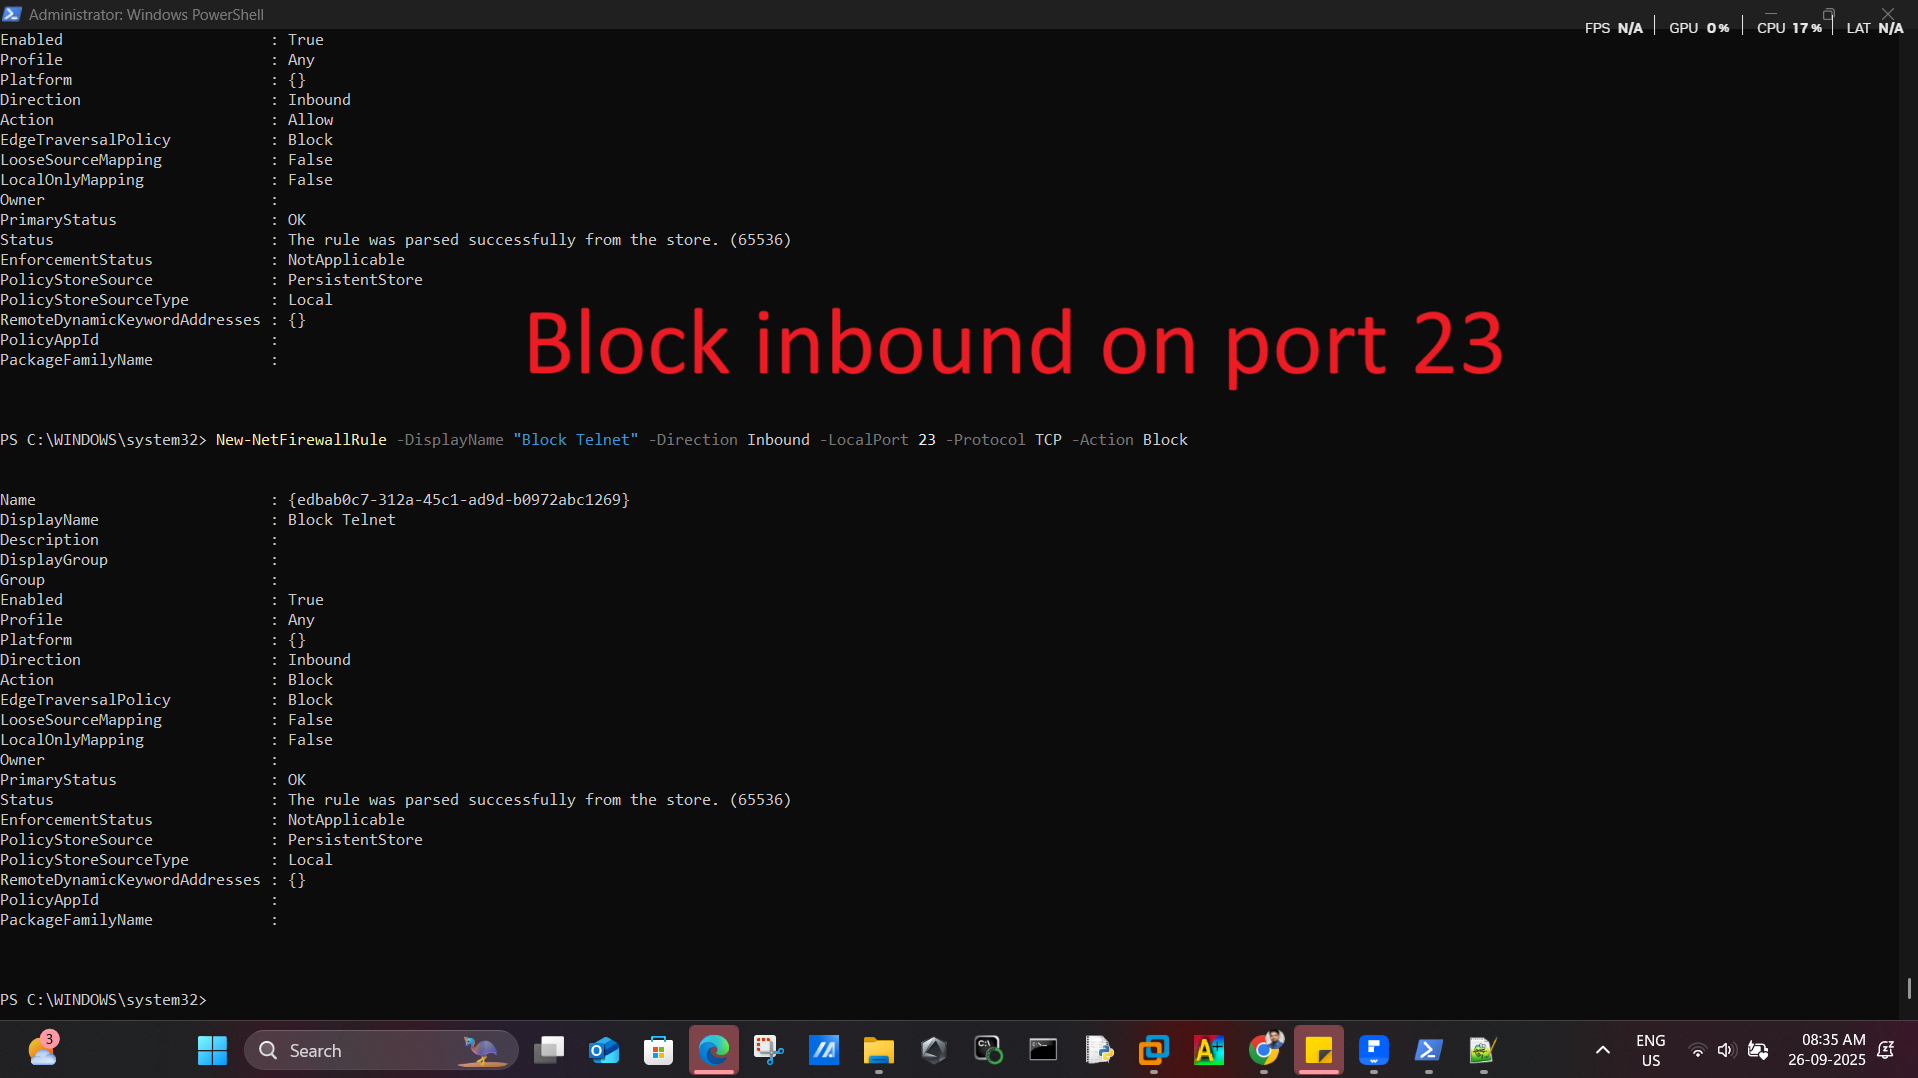 Administrator: Windows PowerShell
FPS N/A | GPU 0% | CPU 17% | LAT N/A
Enabled : True
Profile : Any
Platform : {}
Direction : Inbound
Action : Allow
EdgeTraversalPolicy : Block
LooseSourceMapping : False
LocalOnlyMapping : False
Owner :
PrimaryStatus : OK
Status : The rule was parsed successfully from the store. (65536)
EnforcementStatus : NotApplicable
PolicyStoreSource : PersistentStore
PolicyStoreSourceType : Local
RemoteDynamicKeywordAddresses : {}
PolicyAppId :
PackageFamilyName :
Block inbound on port 23
PS C:\WINDOWS\system32> New-NetFirewallRule -DisplayName "Block Telnet" -Direction Inbound -LocalPort 23 -Protocol TCP -Action Block
Name : {edbab0c7-312a-45c1-ad9d-b0972abc1269}
DisplayName : Block Telnet
Description :
DisplayGroup :
Group :
Enabled : True
Profile : Any
Platform : {}
Direction : Inbound
Action : Block
EdgeTraversalPolicy : Block
LooseSourceMapping : False
LocalOnlyMapping : False
Owner :
PrimaryStatus : OK
Status : The rule was parsed successfully from the store. (65536)
EnforcementStatus : NotApplicable
PolicyStoreSource : PersistentStore
PolicyStoreSourceType : Local
RemoteDynamicKeywordAddresses : {}
PolicyAppId :
PackageFamilyName :
PS C:\WINDOWS\system32>
3
Search
ENG
US
08:35 AM
26-09-2025